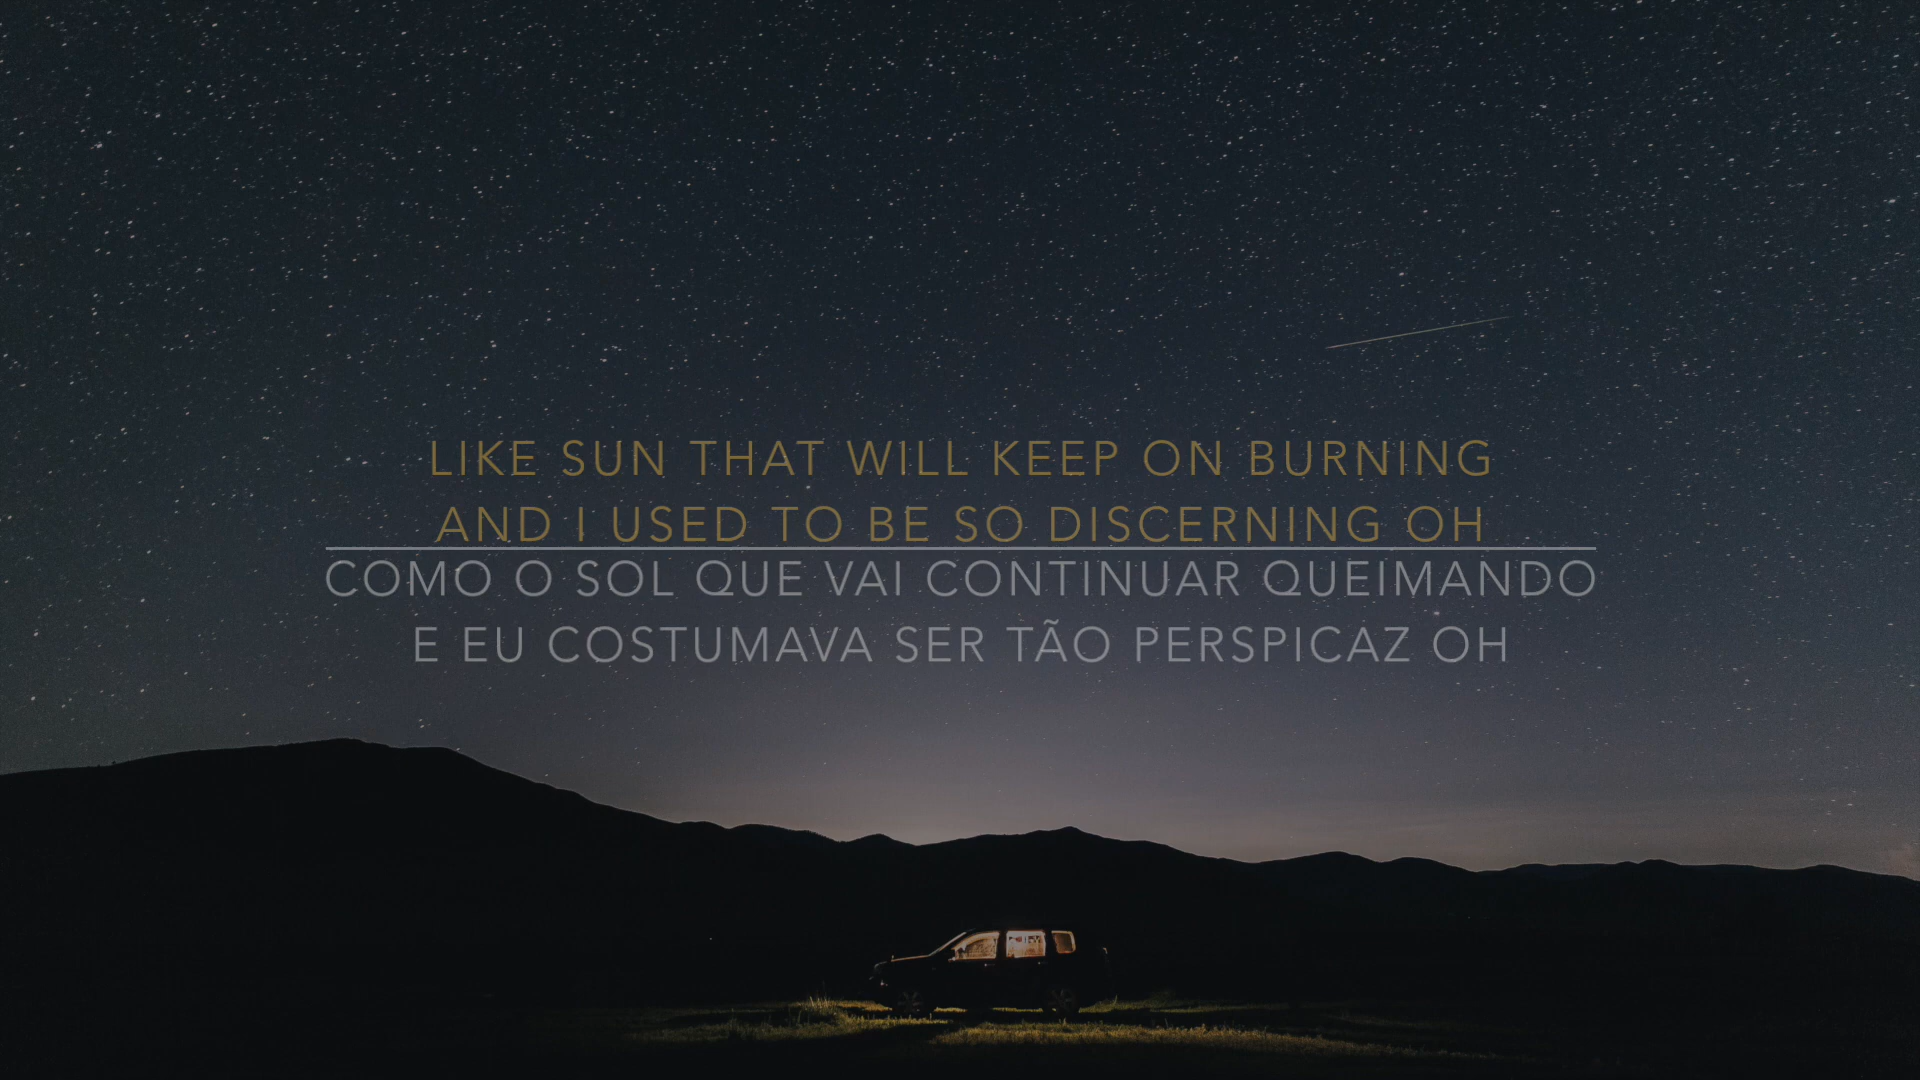 LIKE SUN THAT WILL KEEP ON BURNING
AND I USED TO BE SO DISCERNING OH
COMO O SOL QUE VAI CONTINUAR QUEIMANDO
E EU COSTUMAVA SER TÃO PERSPICAZ OH